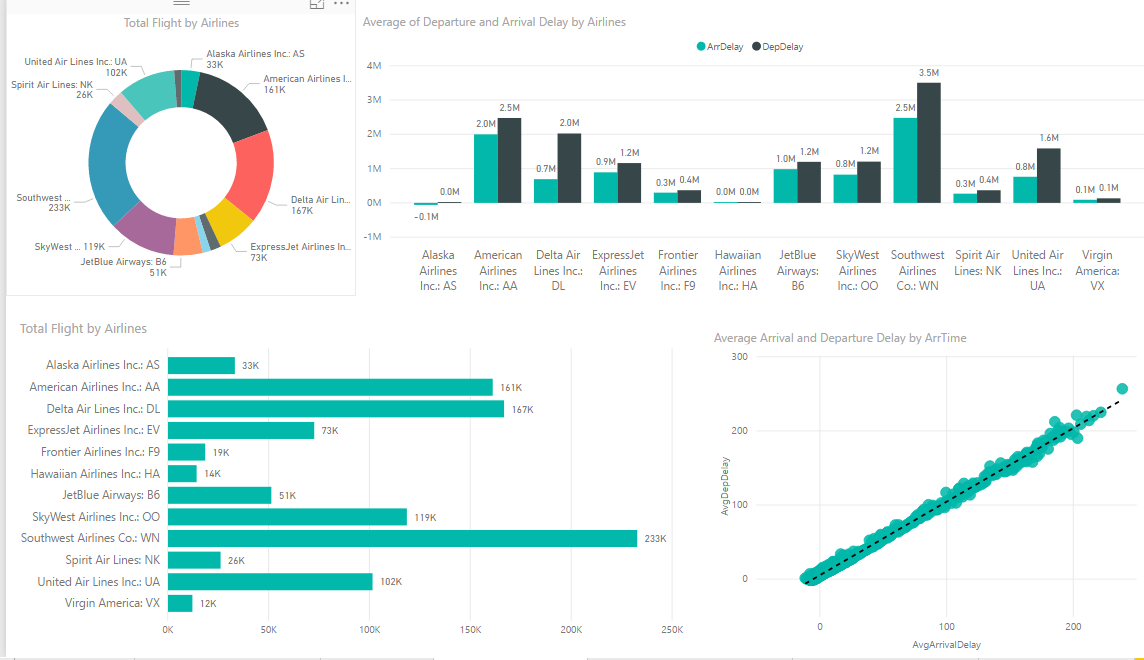 Total Flight by Airlines
United Air Lines Inc.: UA
102K
Spirit Air Lines: NK
26K
Southwest ...
233K
SkyWest ... 119K
JetBlue Airways: B6
51K
Alaska Airlines Inc.: AS
33K
American Airlines I...
161K
Delta Air Lin...
167K
ExpressJet Airlines In...
73K
Average of Departure and Arrival Delay by Airlines
ArrDelay DepDelay
4M
3M
2M
1M
0M
-1M
-0.1M 0.0M
2.0M 2.5M
0.7M 2.0M
0.9M 1.2M
0.3M 0.4M
0.0M 0.0M
1.0M 1.2M
0.8M 1.2M
2.5M 3.5M
0.3M 0.4M
0.8M 1.6M
0.1M 0.1M
Alaska
Airlines
Inc.: AS
American
Airlines
Inc.: AA
Delta Air
Lines Inc.:
DL
ExpressJet
Airlines
Inc.: EV
Frontier
Airlines
Inc.: F9
Hawaiian
Airlines
Inc.: HA
JetBlue
Airways:
B6
SkyWest
Airlines
Inc.: OO
Southwest
Airlines
Co.: WN
Spirit Air
Lines: NK
United Air
Lines Inc.:
UA
Virgin
America:
VX
Total Flight by Airlines
Alaska Airlines Inc.: AS 33K
American Airlines Inc.: AA 161K
Delta Air Lines Inc.: DL 167K
ExpressJet Airlines Inc.: EV 73K
Frontier Airlines Inc.: F9 19K
Hawaiian Airlines Inc.: HA 14K
JetBlue Airways: B6 51K
SkyWest Airlines Inc.: OO 119K
Southwest Airlines Co.: WN 233K
Spirit Air Lines: NK 26K
United Air Lines Inc.: UA 102K
Virgin America: VX 12K
0K 50K 100K 150K 200K 250K
Average Arrival and Departure Delay by ArrTime
300
200
100
0
AvgDepDelay
0 100 200
AvgArrivalDelay